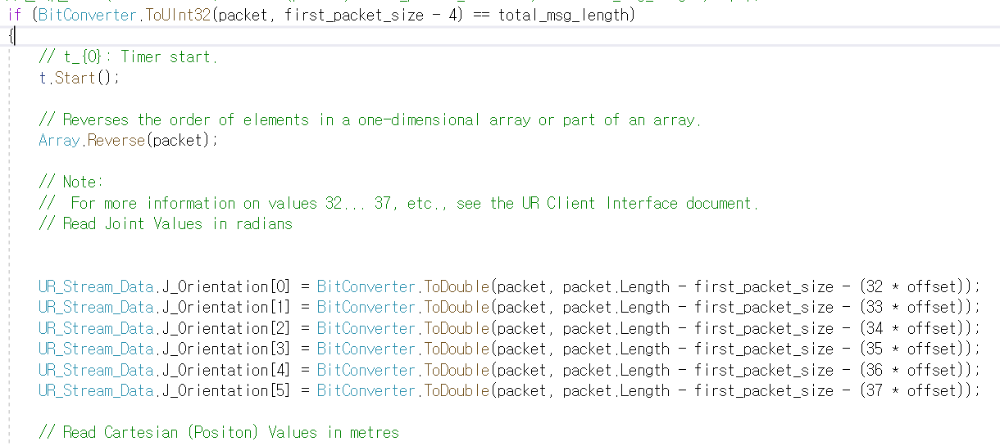 if (BitConverter.ToUInt32(packet, first_packet_size - 4) == total_msg_length)
{
// t_{0}: Timer start.
t.Start();
// Reverses the order of elements in a one-dimensional array or part of an array.
Array.Reverse(packet);
// Note:
//  For more information on values 32... 37, etc., see the UR Client Interface document.
// Read Joint Values in radians
UR_Stream_Data.J_Orientation[0] = BitConverter.ToDouble(packet, packet.Length - first_packet_size - (32 * offset));
UR_Stream_Data.J_Orientation[1] = BitConverter.ToDouble(packet, packet.Length - first_packet_size - (33 * offset));
UR_Stream_Data.J_Orientation[2] = BitConverter.ToDouble(packet, packet.Length - first_packet_size - (34 * offset));
UR_Stream_Data.J_Orientation[3] = BitConverter.ToDouble(packet, packet.Length - first_packet_size - (35 * offset));
UR_Stream_Data.J_Orientation[4] = BitConverter.ToDouble(packet, packet.Length - first_packet_size - (36 * offset));
UR_Stream_Data.J_Orientation[5] = BitConverter.ToDouble(packet, packet.Length - first_packet_size - (37 * offset));
// Read Cartesian (Positon) Values in metres